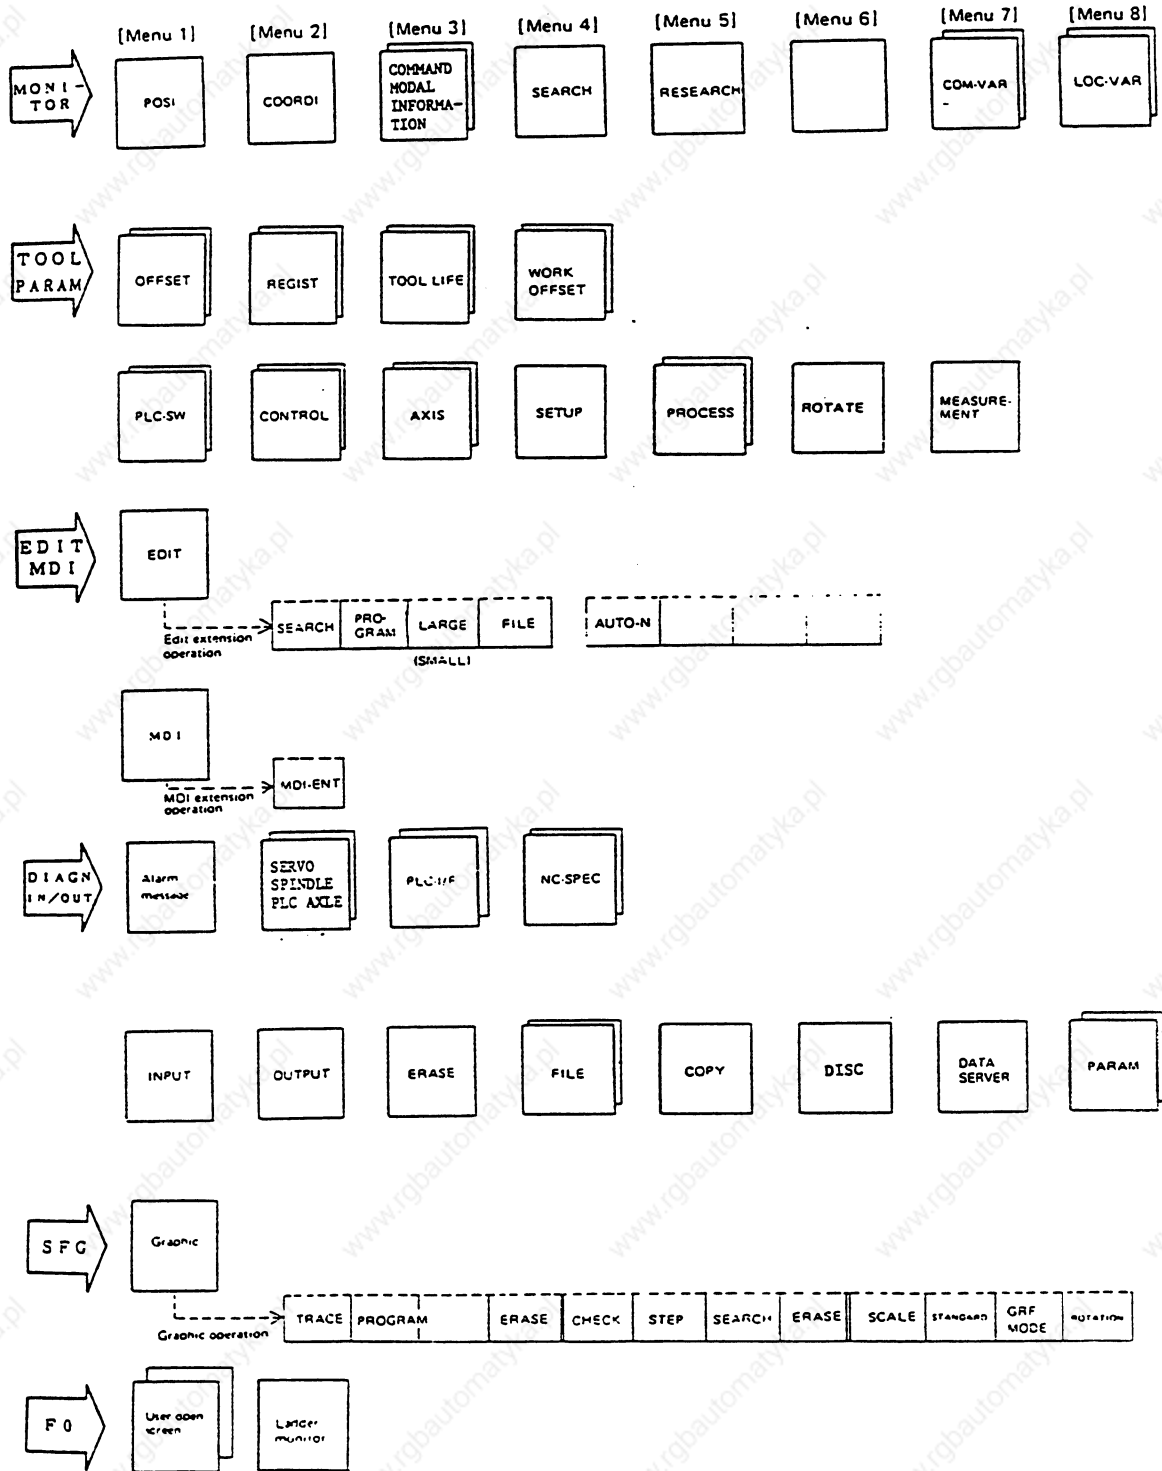 [Menu 1] [Menu 2] [Menu 3] [Menu 4] [Menu 5] [Menu 6] [Menu 7] [Menu 8]
MONI-
TOR
POSI
COORDI
COMMAND
MODAL
INFORMA-
TION
SEARCH
RESEARCH
COM-VAR
LOC-VAR
TOOL
PARAM
OFFSET
REGIST
TOOL LIFE
WORK
OFFSET
PLC-SW
CONTROL
AXIS
SETUP
PROCESS
ROTATE
MEASURE-
MENT
EDIT
MDI
EDIT
Edit extension
operation
SEARCH
PRO-
GRAM
LARGE
FILE
AUTO-N
(SMALL)
MDI
MDI extension
operation
MDI-ENT
DIAGN
IN/OUT
Alarm
message
SERVO
SPINDLE
PLC AXLE
PLC-I/F
NC-SPEC
INPUT
OUTPUT
ERASE
FILE
COPY
DISC
DATA
SERVER
PARAM
SFG
Graphic
Graphic operation
TRACE
PROGRAM
ERASE
CHECK
STEP
SEARCH
ERASE
SCALE
STANDARD
GRF
MODE
ROTATION
F0
User open
screen
Ladder
monitor
www.rgbautomatyka.pl